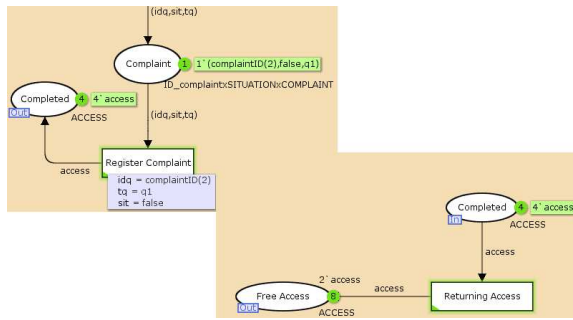 (idq,sit,tq)
Complaint
1
1`(complaintID(2),false,q1)
ID_complaintxSITUATIONxCOMPLAINT
Completed
4
4`access
Out
ACCESS
(idq,sit,tq)
access
Register Complaint
idq = complaintID(2)
tq = q1
sit = false
Completed
4
4`access
In
ACCESS
access
2`access
Free Access
8
access
Returning Access
Out
ACCESS